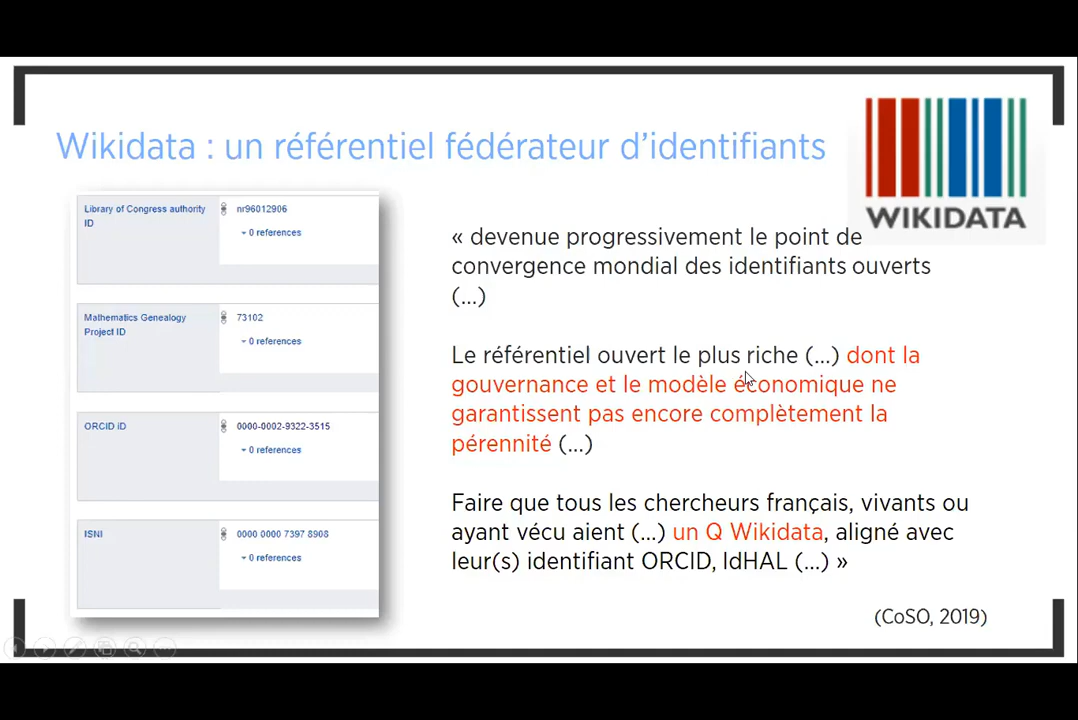 Wikidata : un référentiel fédérateur d’identifiants
WIKIDATA
Library of Congress authority
ID
nr96012906
0 references
Mathematics Genealogy
Project ID
73102
0 references
ORCID iD
0000-0002-9322-3515
0 references
ISNI
0000 0000 7397 8908
0 references
« devenue progressivement le point de
convergence mondial des identifiants ouverts
(...)
Le référentiel ouvert le plus riche (...) dont la
gouvernance et le modèle économique ne
garantissent pas encore complètement la
pérennité (...)
Faire que tous les chercheurs français, vivants ou
ayant vécu aient (...) un Q Wikidata, aligné avec
leur(s) identifiant ORCID, IdHAL (...) »
(CoSO, 2019)